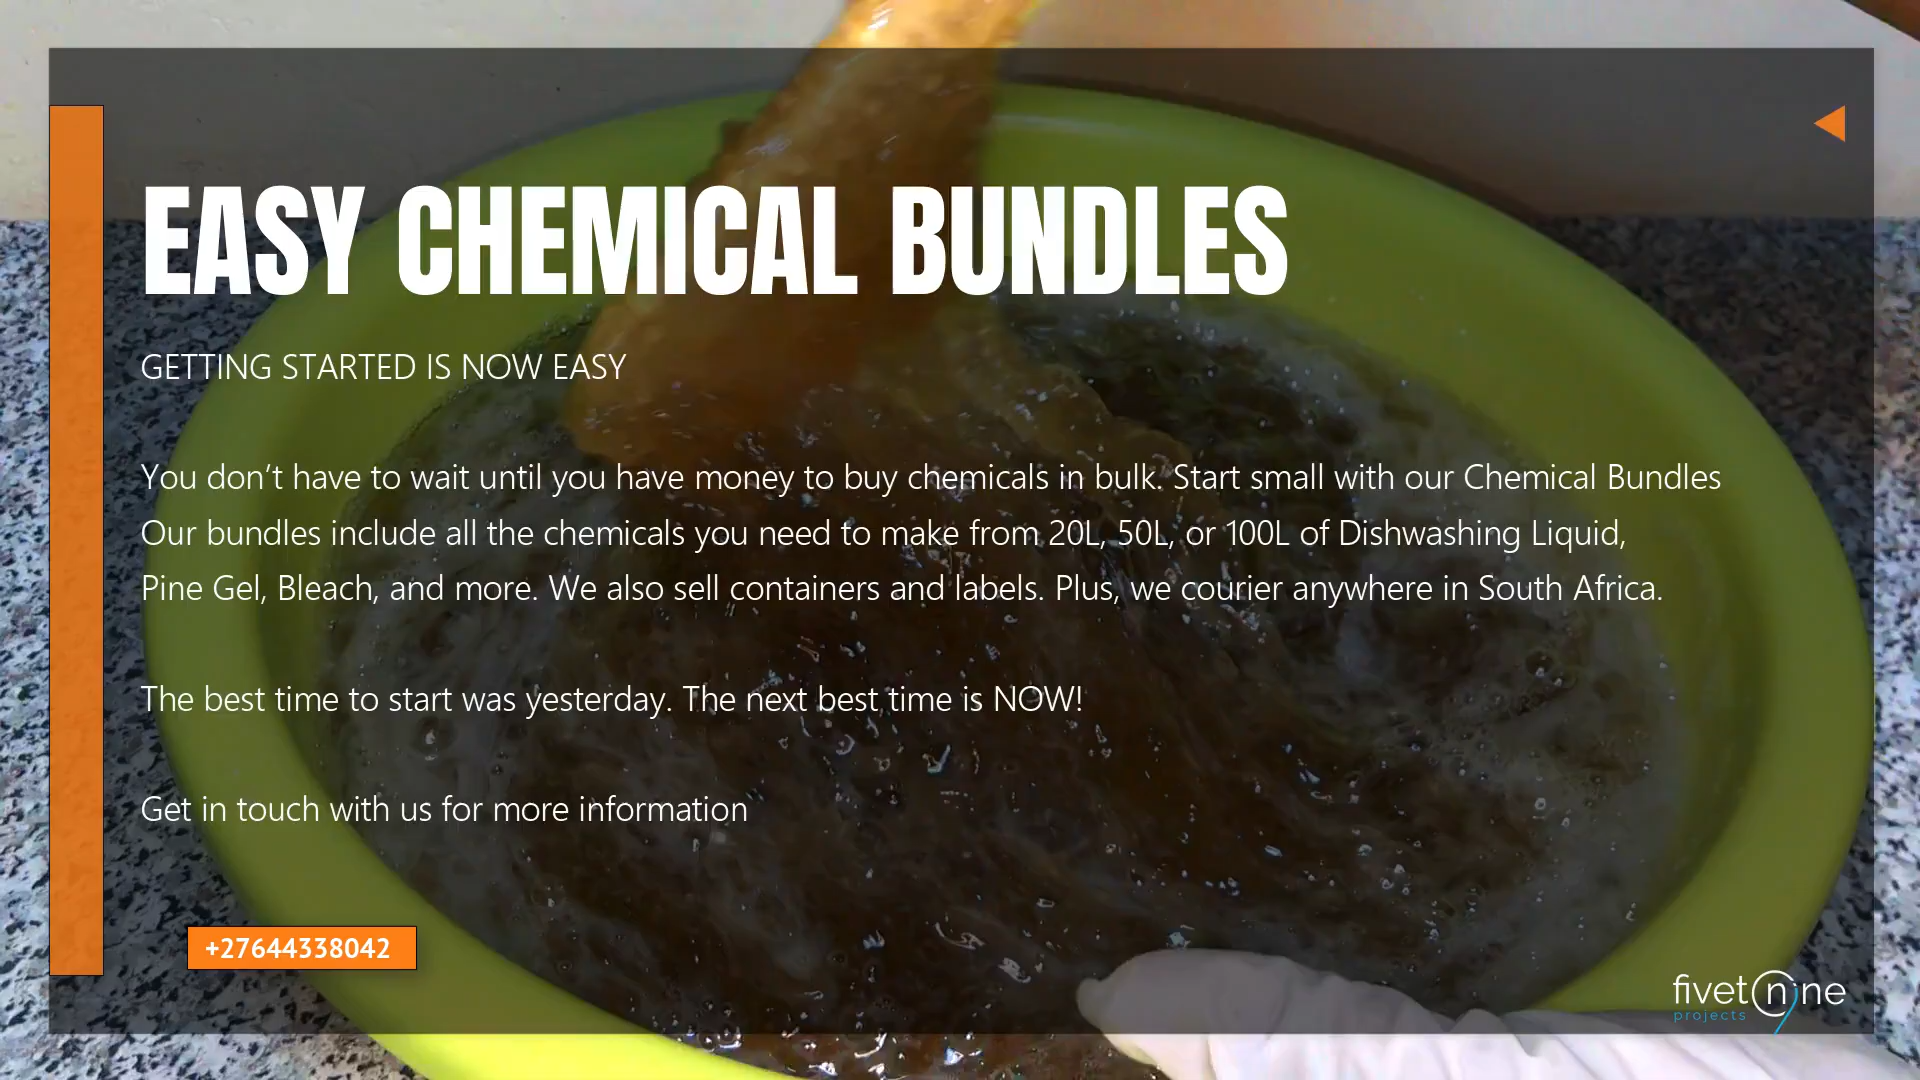 EASY CHEMICAL BUNDLES
GETTING STARTED IS NOW EASY
You don't have to wait until you have money to buy chemicals in bulk. Start small with our Chemical Bundles
Our bundles include all the chemicals you need to make from 20L, 50L, or 100L of Dishwashing Liquid,
Pine Gel, Bleach, and more. We also sell containers and labels. Plus, we courier anywhere in South Africa.
The best time to start was yesterday. The next best time is NOW!
Get in touch with us for more information
+27644338042
fivetonine
projects